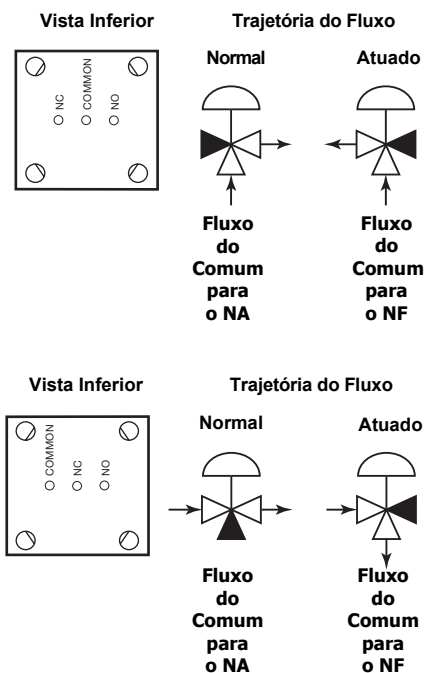 Vista Inferior
Trajetória do Fluxo
Normal
Atuado
NC
COMMON
NO
Fluxo
do
Comum
para
o NA
Fluxo
do
Comum
para
o NF
Vista Inferior
Trajetória do Fluxo
Normal
Atuado
COMMON
NC
NO
Fluxo
do
Comum
para
o NA
Fluxo
do
Comum
para
o NF